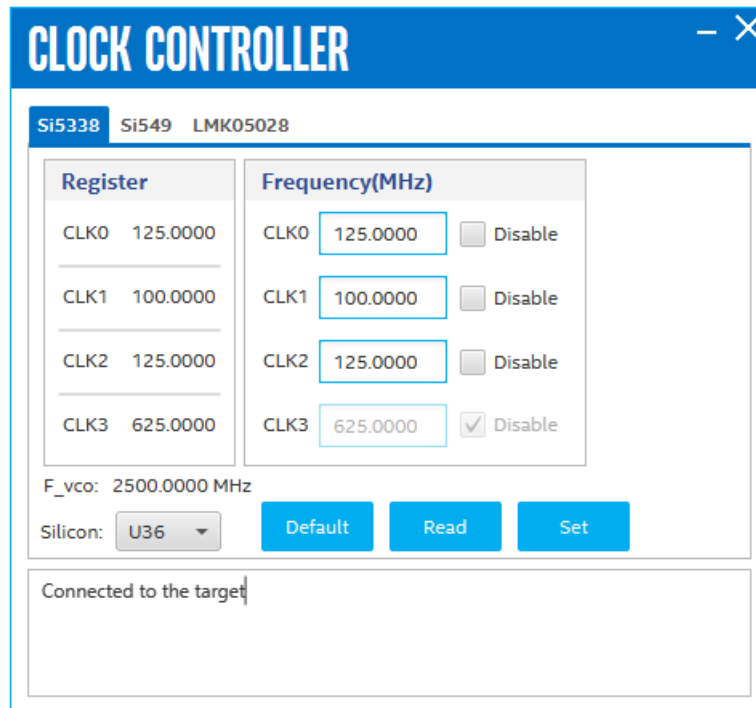 CLOCK CONTROLLER
Si5338 Si549 LMK05028
Register Frequency(MHz)
CLK0 125.0000 CLK0 125.0000 Disable
CLK1 100.0000 CLK1 100.0000 Disable
CLK2 125.0000 CLK2 125.0000 Disable
CLK3 625.0000 CLK3 625.0000 Disable
F_vco: 2500.0000 MHz
Silicon: U36 Default Read Set
Connected to the target